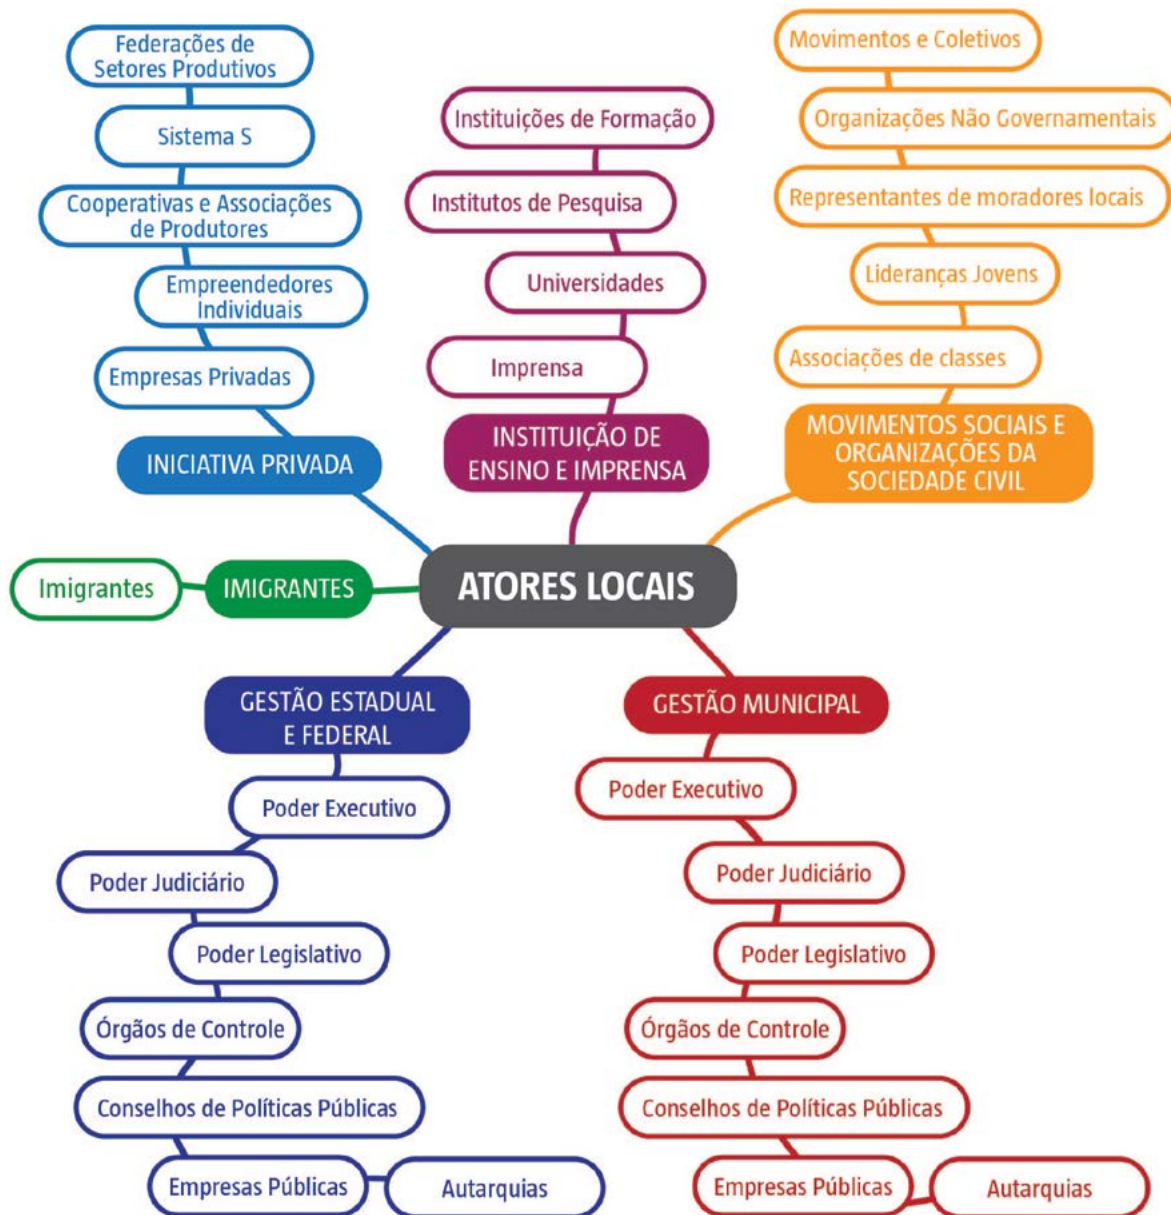 Federações de
Setores Produtivos
Sistema S
Cooperativas e Associações
de Produtores
Empreendedores
Individuais
Empresas Privadas
INICIATIVA PRIVADA
Instituições de Formação
Institutos de Pesquisa
Universidades
Imprensa
INSTITUIÇÃO DE
ENSINO E IMPRENSA
Movimentos e Coletivos
Organizações Não Governamentais
Representantes de moradores locais
Lideranças Jovens
Associações de classes
MOVIMENTOS SOCIAIS E
ORGANIZAÇÕES DA
SOCIEDADE CIVIL
Imigrantes
IMIGRANTES
ATORES LOCAIS
GESTÃO ESTADUAL
E FEDERAL
Poder Executivo
Poder Judiciário
Poder Legislativo
Órgãos de Controle
Conselhos de Políticas Públicas
Empresas Públicas
Autarquias
GESTÃO MUNICIPAL
Poder Executivo
Poder Judiciário
Poder Legislativo
Órgãos de Controle
Conselhos de Políticas Públicas
Empresas Públicas
Autarquias